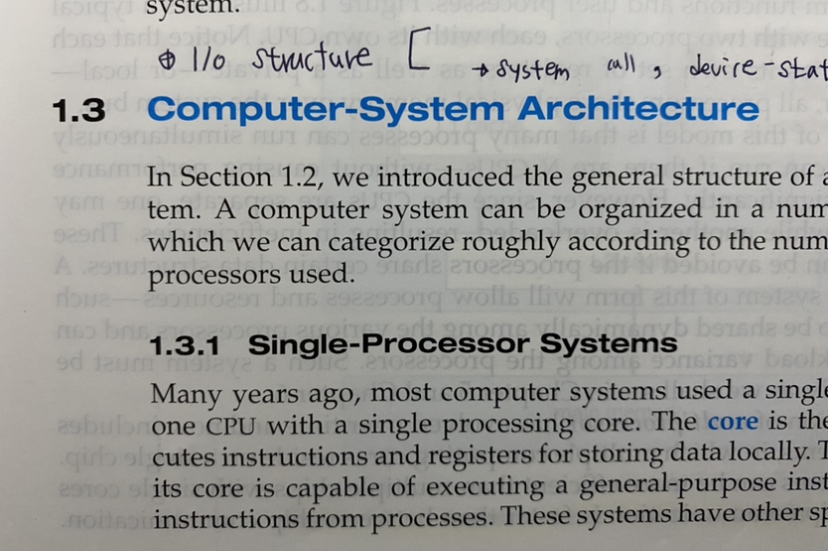 system.
I/O structure [ → system call, device-stat
1.3 Computer-System Architecture
In Section 1.2, we introduced the general structure of a
tem. A computer system can be organized in a num
which we can categorize roughly according to the num
processors used.
1.3.1 Single-Processor Systems
Many years ago, most computer systems used a single
one CPU with a single processing core. The core is the
cutes instructions and registers for storing data locally. T
its core is capable of executing a general-purpose inst
instructions from processes. These systems have other sp